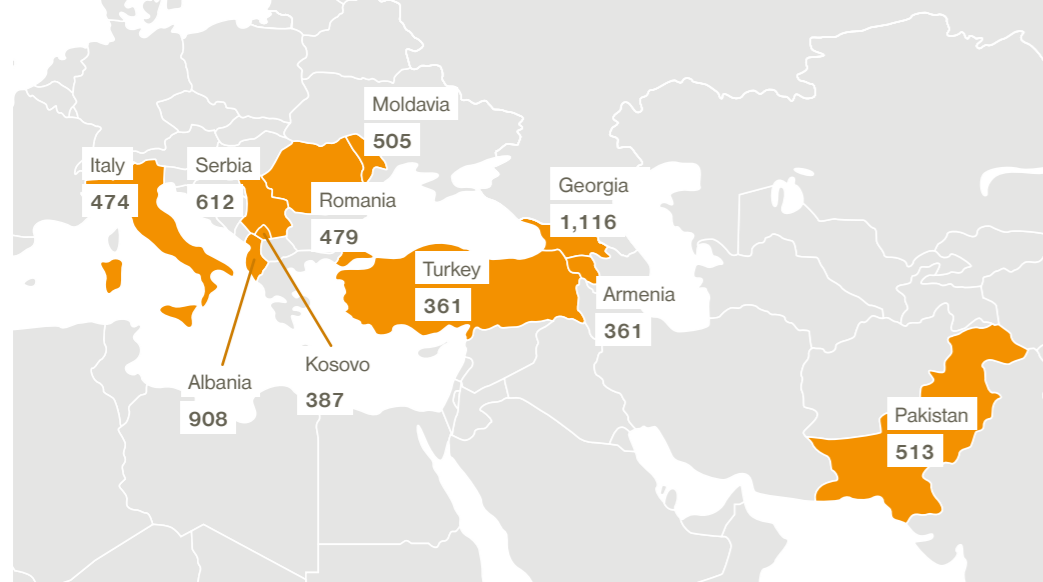 Moldavia
505
Italy
474
Serbia
612
Romania
479
Georgia
1,116
Turkey
361
Armenia
361
Kosovo
387
Albania
908
Pakistan
513